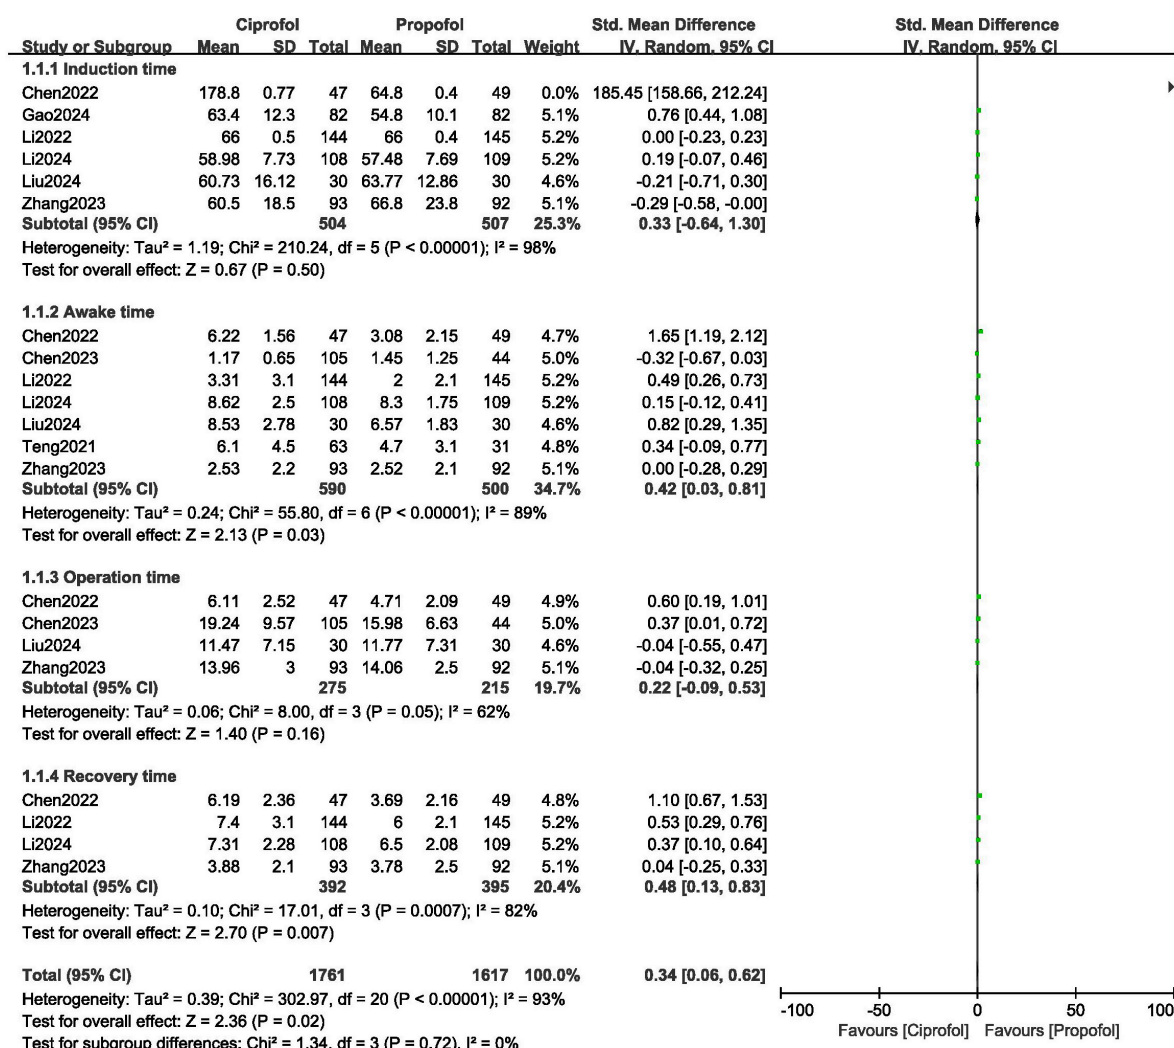 Ciprofol Propofol Std. Mean Difference Std. Mean Difference
Study or Subgroup Mean SD Total Mean SD Total Weight IV. Random. 95% CI IV. Random. 95% CI
1.1.1 Induction time
Chen2022 178.8 0.77 47 64.8 0.4 49 0.0% 185.45 [158.66, 212.24]
Gao2024 63.4 12.3 82 54.8 10.1 82 5.1% 0.76 [0.44, 1.08]
Li2022 66 0.5 144 66 0.4 145 5.2% 0.00 [-0.23, 0.23]
Li2024 58.98 7.73 108 57.48 7.69 109 5.2% 0.19 [-0.07, 0.46]
Liu2024 60.73 16.12 30 63.77 12.86 30 4.6% -0.21 [-0.71, 0.30]
Zhang2023 60.5 18.5 93 66.8 23.8 92 5.1% -0.29 [-0.58, -0.00]
Subtotal (95% CI) 504 507 25.3% 0.33 [-0.64, 1.30]
Heterogeneity: Tau² = 1.19; Chi² = 210.24, df = 5 (P < 0.00001); I² = 98%
Test for overall effect: Z = 0.67 (P = 0.50)
1.1.2 Awake time
Chen2022 6.22 1.56 47 3.08 2.15 49 4.7% 1.65 [1.19, 2.12]
Chen2023 1.17 0.65 105 1.45 1.25 44 5.0% -0.32 [-0.67, 0.03]
Li2022 3.31 3.1 144 2 2.1 145 5.2% 0.49 [0.26, 0.73]
Li2024 8.62 2.5 108 8.3 1.75 109 5.2% 0.15 [-0.12, 0.41]
Liu2024 8.53 2.78 30 6.57 1.83 30 4.6% 0.82 [0.29, 1.35]
Teng2021 6.1 4.5 63 4.7 3.1 31 4.8% 0.34 [-0.09, 0.77]
Zhang2023 2.53 2.2 93 2.52 2.1 92 5.1% 0.00 [-0.28, 0.29]
Subtotal (95% CI) 590 500 34.7% 0.42 [0.03, 0.81]
Heterogeneity: Tau² = 0.24; Chi² = 55.80, df = 6 (P < 0.00001); I² = 89%
Test for overall effect: Z = 2.13 (P = 0.03)
1.1.3 Operation time
Chen2022 6.11 2.52 47 4.71 2.09 49 4.9% 0.60 [0.19, 1.01]
Chen2023 19.24 9.57 105 15.98 6.63 44 5.0% 0.37 [0.01, 0.72]
Liu2024 11.47 7.15 30 11.77 7.31 30 4.6% -0.04 [-0.55, 0.47]
Zhang2023 13.96 3 93 14.06 2.5 92 5.1% -0.04 [-0.32, 0.25]
Subtotal (95% CI) 275 215 19.7% 0.22 [-0.09, 0.53]
Heterogeneity: Tau² = 0.06; Chi² = 8.00, df = 3 (P = 0.05); I² = 62%
Test for overall effect: Z = 1.40 (P = 0.16)
1.1.4 Recovery time
Chen2022 6.19 2.36 47 3.69 2.16 49 4.8% 1.10 [0.67, 1.53]
Li2022 7.4 3.1 144 6 2.1 145 5.2% 0.53 [0.29, 0.76]
Li2024 7.31 2.28 108 6.5 2.08 109 5.2% 0.37 [0.10, 0.64]
Zhang2023 3.88 2.1 93 3.78 2.5 92 5.1% 0.04 [-0.25, 0.33]
Subtotal (95% CI) 392 395 20.4% 0.48 [0.13, 0.83]
Heterogeneity: Tau² = 0.10; Chi² = 17.01, df = 3 (P = 0.0007); I² = 82%
Test for overall effect: Z = 2.70 (P = 0.007)
Total (95% CI) 1761 1617 100.0% 0.34 [0.06, 0.62]
Heterogeneity: Tau² = 0.39; Chi² = 302.97, df = 20 (P < 0.00001); I² = 93%
-100 -50 0 50 100
Test for overall effect: Z = 2.36 (P = 0.02)
Favours [Ciprofol] Favours [Propofol]
Test for subgroup differences: Chi² = 1.34, df = 3 (P = 0.72), I² = 0%